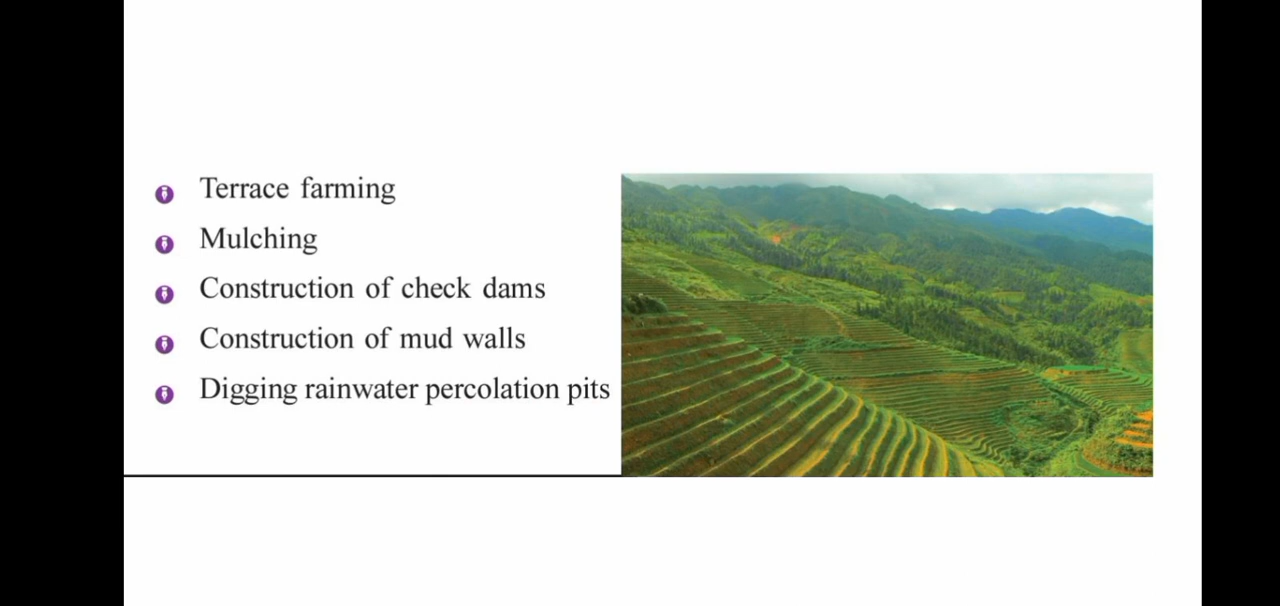 Terrace farming
Mulching
Construction of check dams
Construction of mud walls
Digging rainwater percolation pits